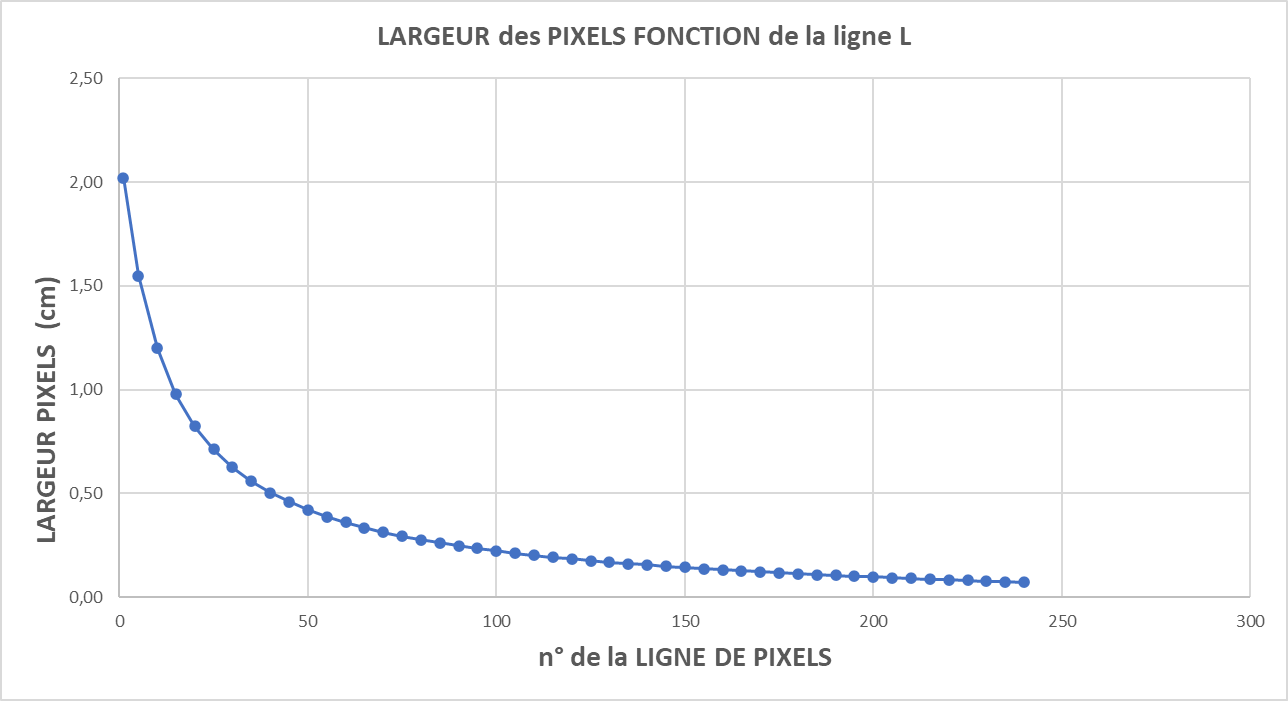 LARGEUR des PIXELS FONCTION de la ligne L
2,50
2,00
1,50
1,00
0,50
0,00
LARGEUR PIXELS (cm)
0 50 100 150 200 250 300
n° de la LIGNE DE PIXELS